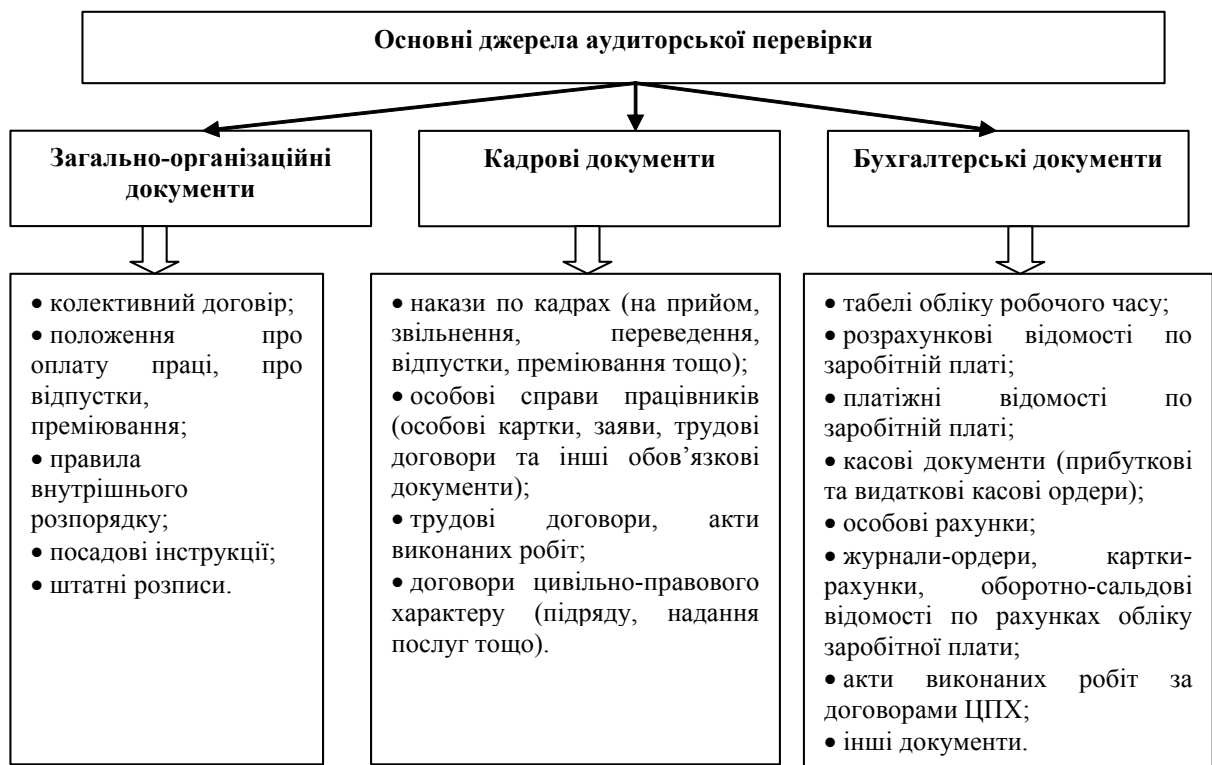 Основні джерела аудиторської перевірки
Загально-організаційні
документи
Кадрові документи
Бухгалтерські документи
• колективний договір;
• положення про
оплату праці, про
відпустки,
преміювання;
• правила
внутрішнього
розпорядку;
• посадові інструкції;
• штатні розписи.
• накази по кадрах (на прийом,
звільнення, переведення,
відпустки, преміювання тощо);
• особові справи працівників
(особові картки, заяви, трудові
договори та інші обов’язкові
документи);
• трудові договори, акти
виконаних робіт;
• договори цивільно-правового
характеру (підряду, надання
послуг тощо).
• табелі обліку робочого часу;
• розрахункові відомості по
заробітній платі;
• платіжні відомості по
заробітній платі;
• касові документи (прибуткові
та видаткові касові ордери);
• особові рахунки;
• журнали-ордери, картки-
рахунки, оборотно-сальдові
відомості по рахунках обліку
заробітної плати;
• акти виконаних робіт за
договорами ЦПХ;
• інші документи.